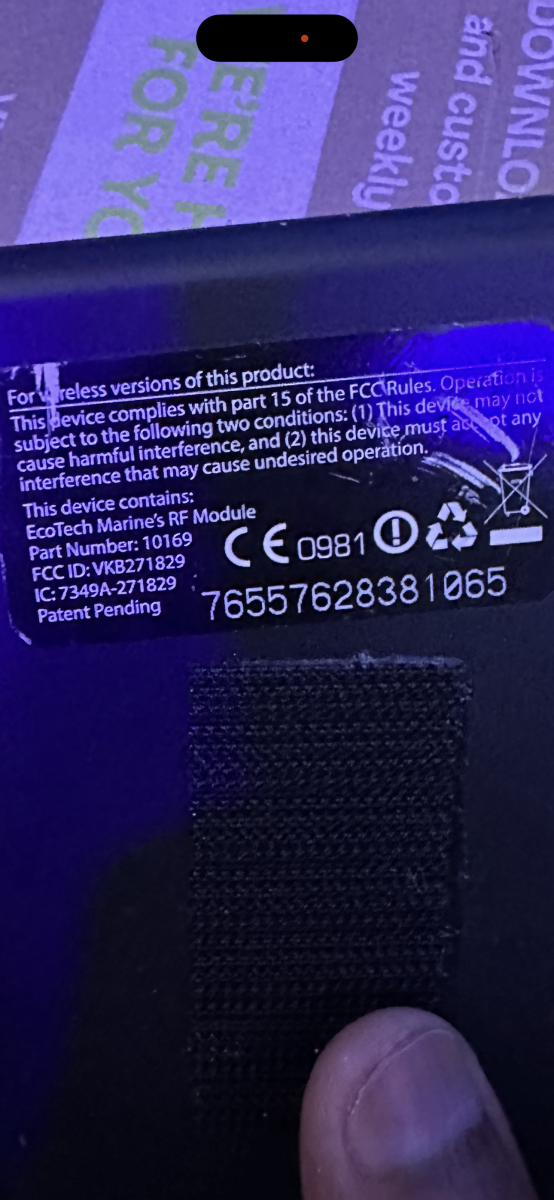 WE'RE H
FOR YO
DOWNLO
and custo
weekly
For Wireless versions of this product:
This device complies with part 15 of the FCC Rules. Operation is
subject to the following two conditions: (1) This device may not
cause harmful interference, and (2) this device must accept any
interference that may cause undesired operation.
This device contains:
EcoTech Marine's RF Module
Part Number: 10169
FCC ID: VKB271829
IC: 7349A-271829
Patent Pending
CE 0981
76557628381065